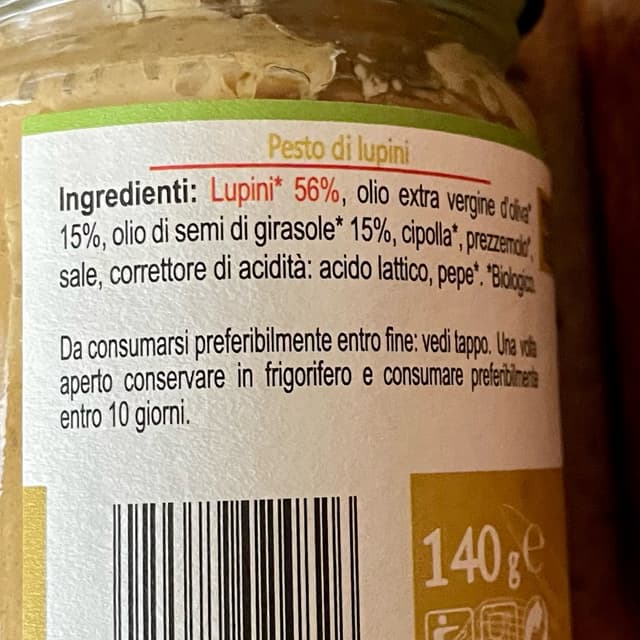 Pesto di lupini
Ingredienti: Lupini* 56%, olio extra vergine d'oliva*
15%, olio di semi di girasole* 15%, cipolla*, prezzemolo*,
sale, correttore di acidità: acido lattico, pepe*. *Biologico.
Da consumarsi preferibilmente entro fine: vedi tappo. Una volta
aperto conservare in frigorifero e consumare preferibilmente
entro 10 giorni.
140 g e